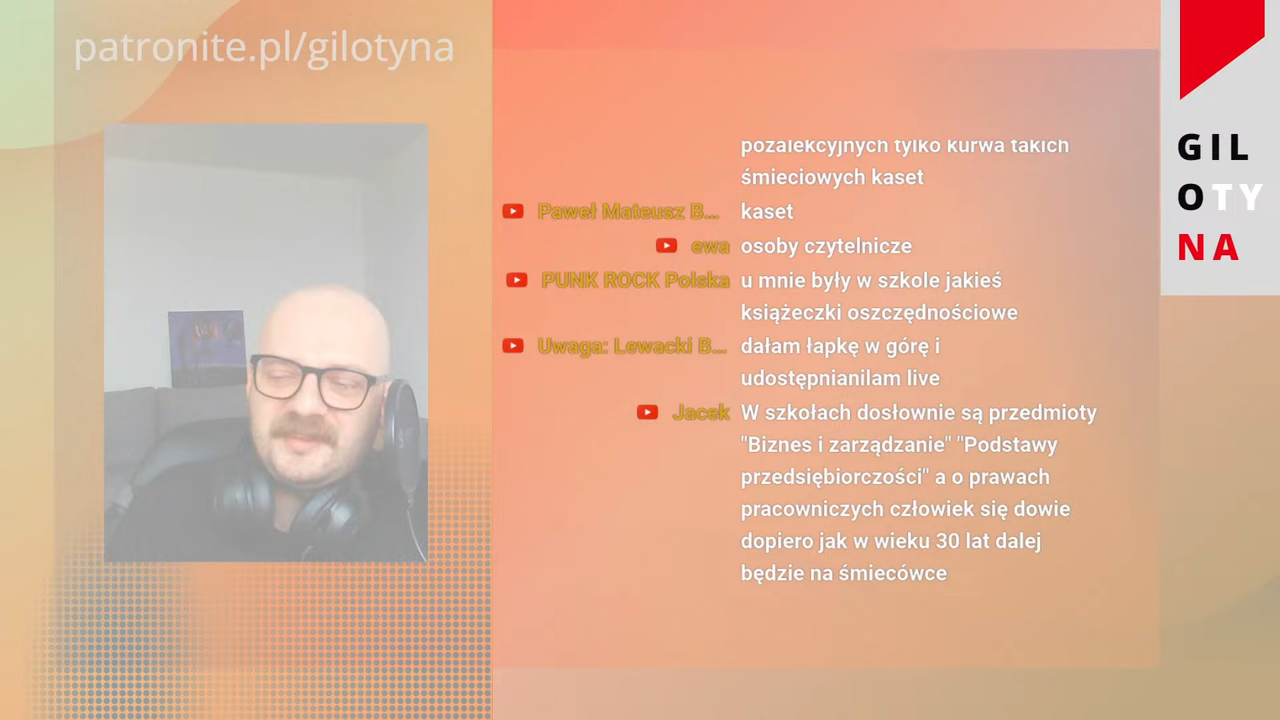 patronite.pl/gilotyna
pozalekcyjnych tylko kurwa takich
śmieciowych kaset
Paweł Mateusz B... kaset
ewa osoby czytelnicze
PUNK ROCK Polska u mnie były w szkole jakieś
książeczki oszczędnościowe
Uwaga: Lewacki B... dałam łapkę w górę i
udostępnianilam live
Jacek W szkołach dosłownie są przedmioty
"Biznes i zarządzanie" "Podstawy
przedsiębiorczości" a o prawach
pracowniczych człowiek się dowie
dopiero jak w wieku 30 lat dalej
będzie na śmiecówce
GIL
OTY
NA